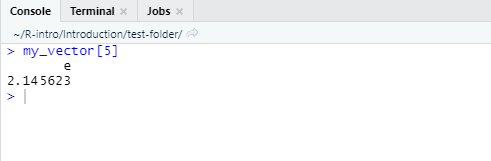 Console Terminal × Jobs ×
~/R-intro/Introduction/test-folder/
> my_vector[5]
e
2.145623
>